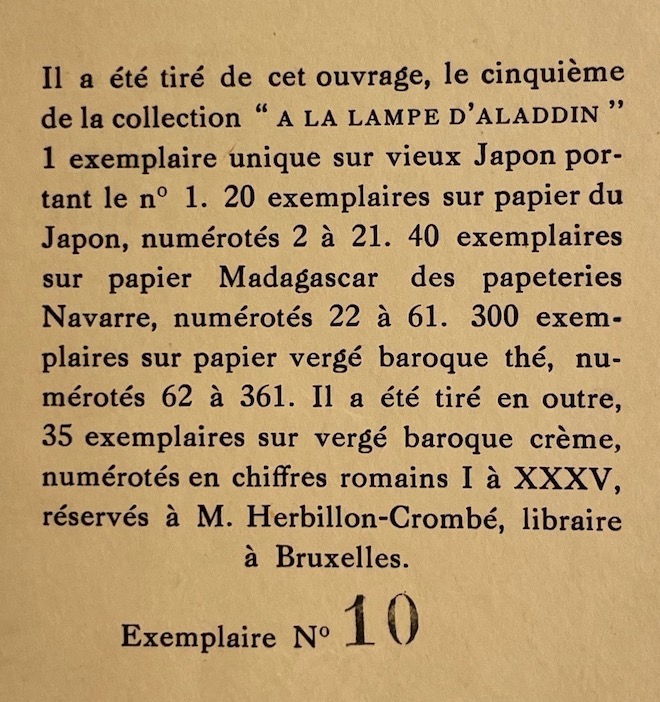 Il a été tiré de cet ouvrage, le cinquième
de la collection “ A LA LAMPE D’ALADDIN ”
1 exemplaire unique sur vieux Japon por-
tant le nº 1. 20 exemplaires sur papier du
Japon, numérotés 2 à 21. 40 exemplaires
sur papier Madagascar des papeteries
Navarre, numérotés 22 à 61. 300 exem-
plaires sur papier vergé baroque thé, nu-
mérotés 62 à 361. Il a été tiré en outre,
35 exemplaires sur vergé baroque crème,
numérotés en chiffres romains I à XXXV,
réservés à M. Herbillon-Crombé, libraire
à Bruxelles.
Exemplaire Nº 10